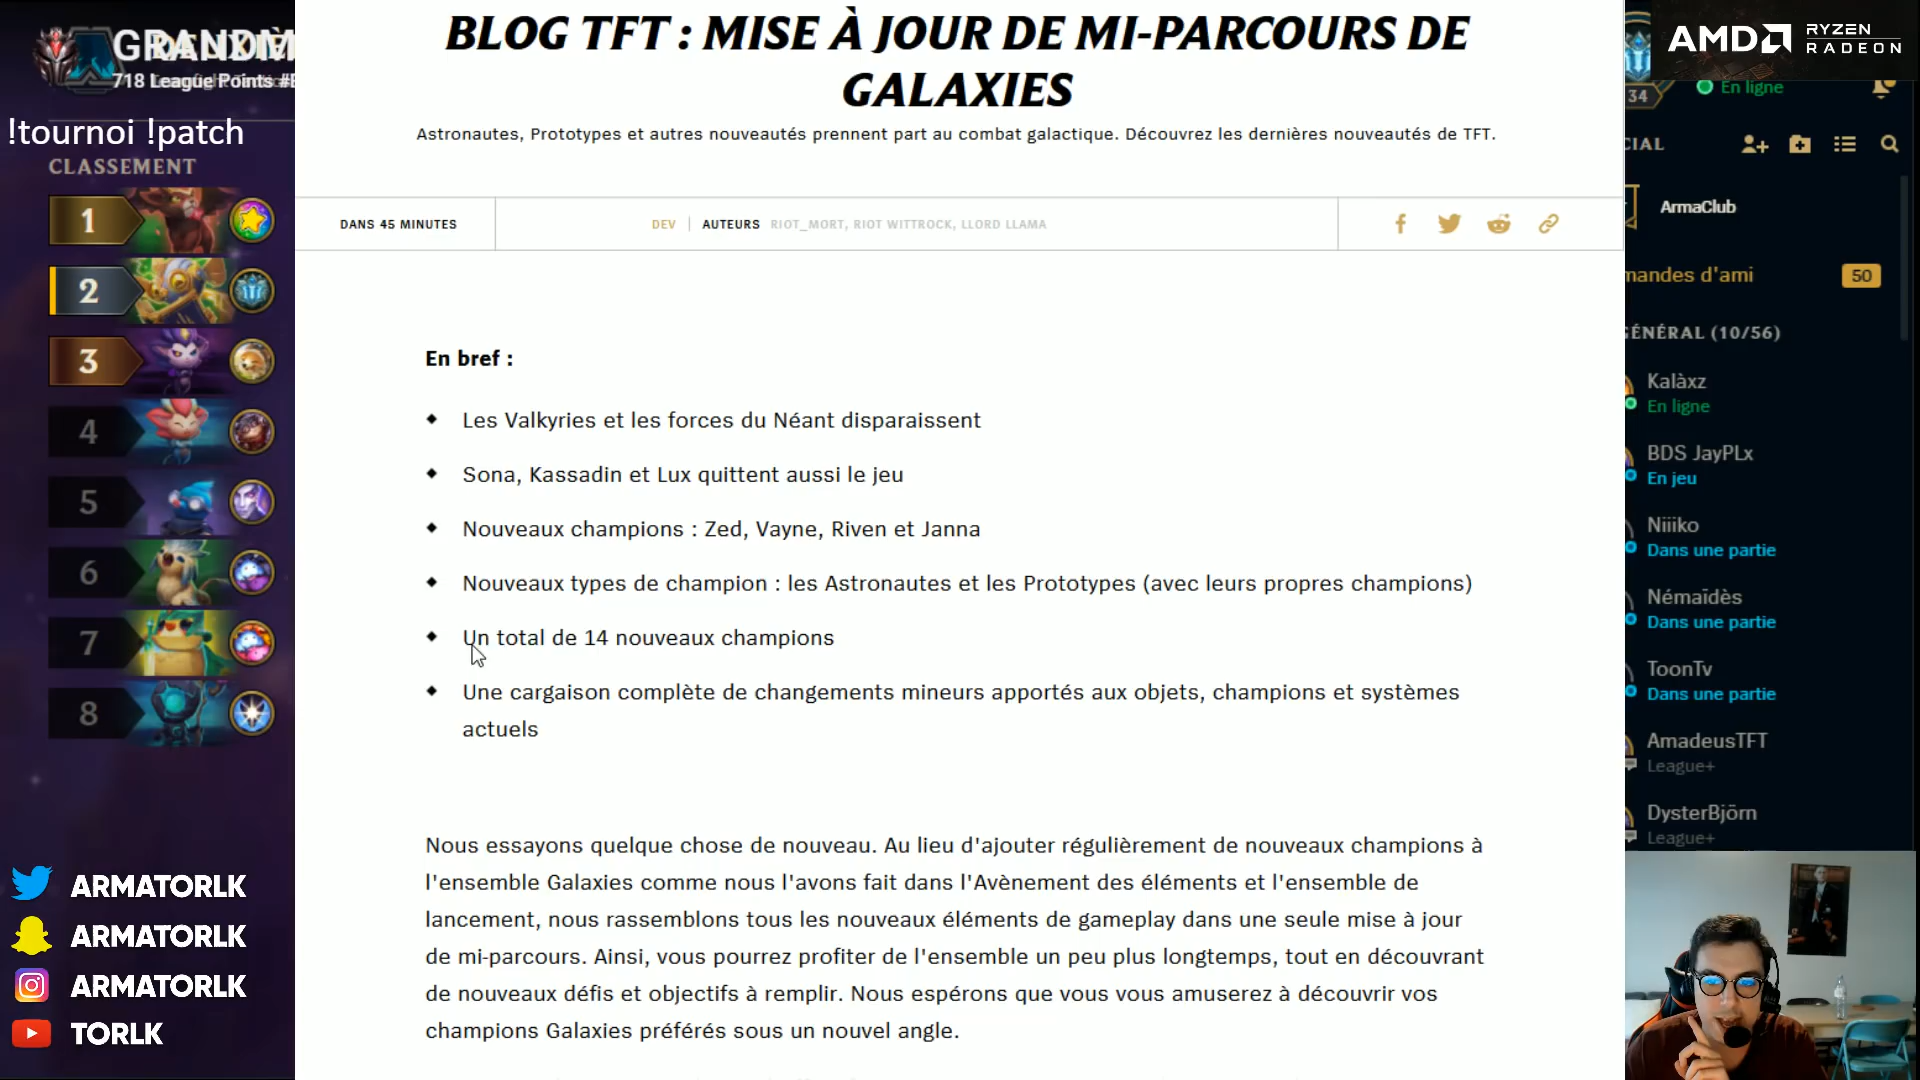 BLOG TFT : MISE À JOUR DE MI-PARCOURS DE
GALAXIES
Astronautes, Prototypes et autres nouveautés prennent part au combat galactique. Découvrez les dernières nouveautés de TFT.
DANS 45 MINUTES
DEV
AUTEURS RIOT_MORT, RIOT WITTROCK, LLORD LLAMA
En bref :
Les Valkyries et les forces du Néant disparaissent
Sona, Kassadin et Lux quittent aussi le jeu
Nouveaux champions : Zed, Vayne, Riven et Janna
Nouveaux types de champion : les Astronautes et les Prototypes (avec leurs propres champions)
Un total de 14 nouveaux champions
Une cargaison complète de changements mineurs apportés aux objets, champions et systèmes
actuels
Nous essayons quelque chose de nouveau. Au lieu d'ajouter régulièrement de nouveaux champions à
l'ensemble Galaxies comme nous l'avons fait dans l'Avènement des éléments et l'ensemble de
lancement, nous rassemblons tous les nouveaux éléments de gameplay dans une seule mise à jour
de mi-parcours. Ainsi, vous pourrez profiter de l'ensemble un peu plus longtemps, tout en découvrant
de nouveaux défis et objectifs à remplir. Nous espérons que vous vous amuserez à découvrir vos
champions Galaxies préférés sous un nouvel angle.
718 League Points
!tournoi !patch
CLASSEMENT
1
2
3
4
5
6
7
8
ARMATORLK
ARMATORLK
ARMATORLK
TORLK
AMD RYZEN
RADEON
34
En ligne
CIAL
ArmaClub
mandes d'ami
50
GÉNÉRAL (10/56)
Kalàxz
En ligne
BDS JayPLx
En jeu
Niiiko
Dans une partie
Némaïdès
Dans une partie
ToonTv
Dans une partie
AmadeusTFT
League+
DysterBjörn
League+